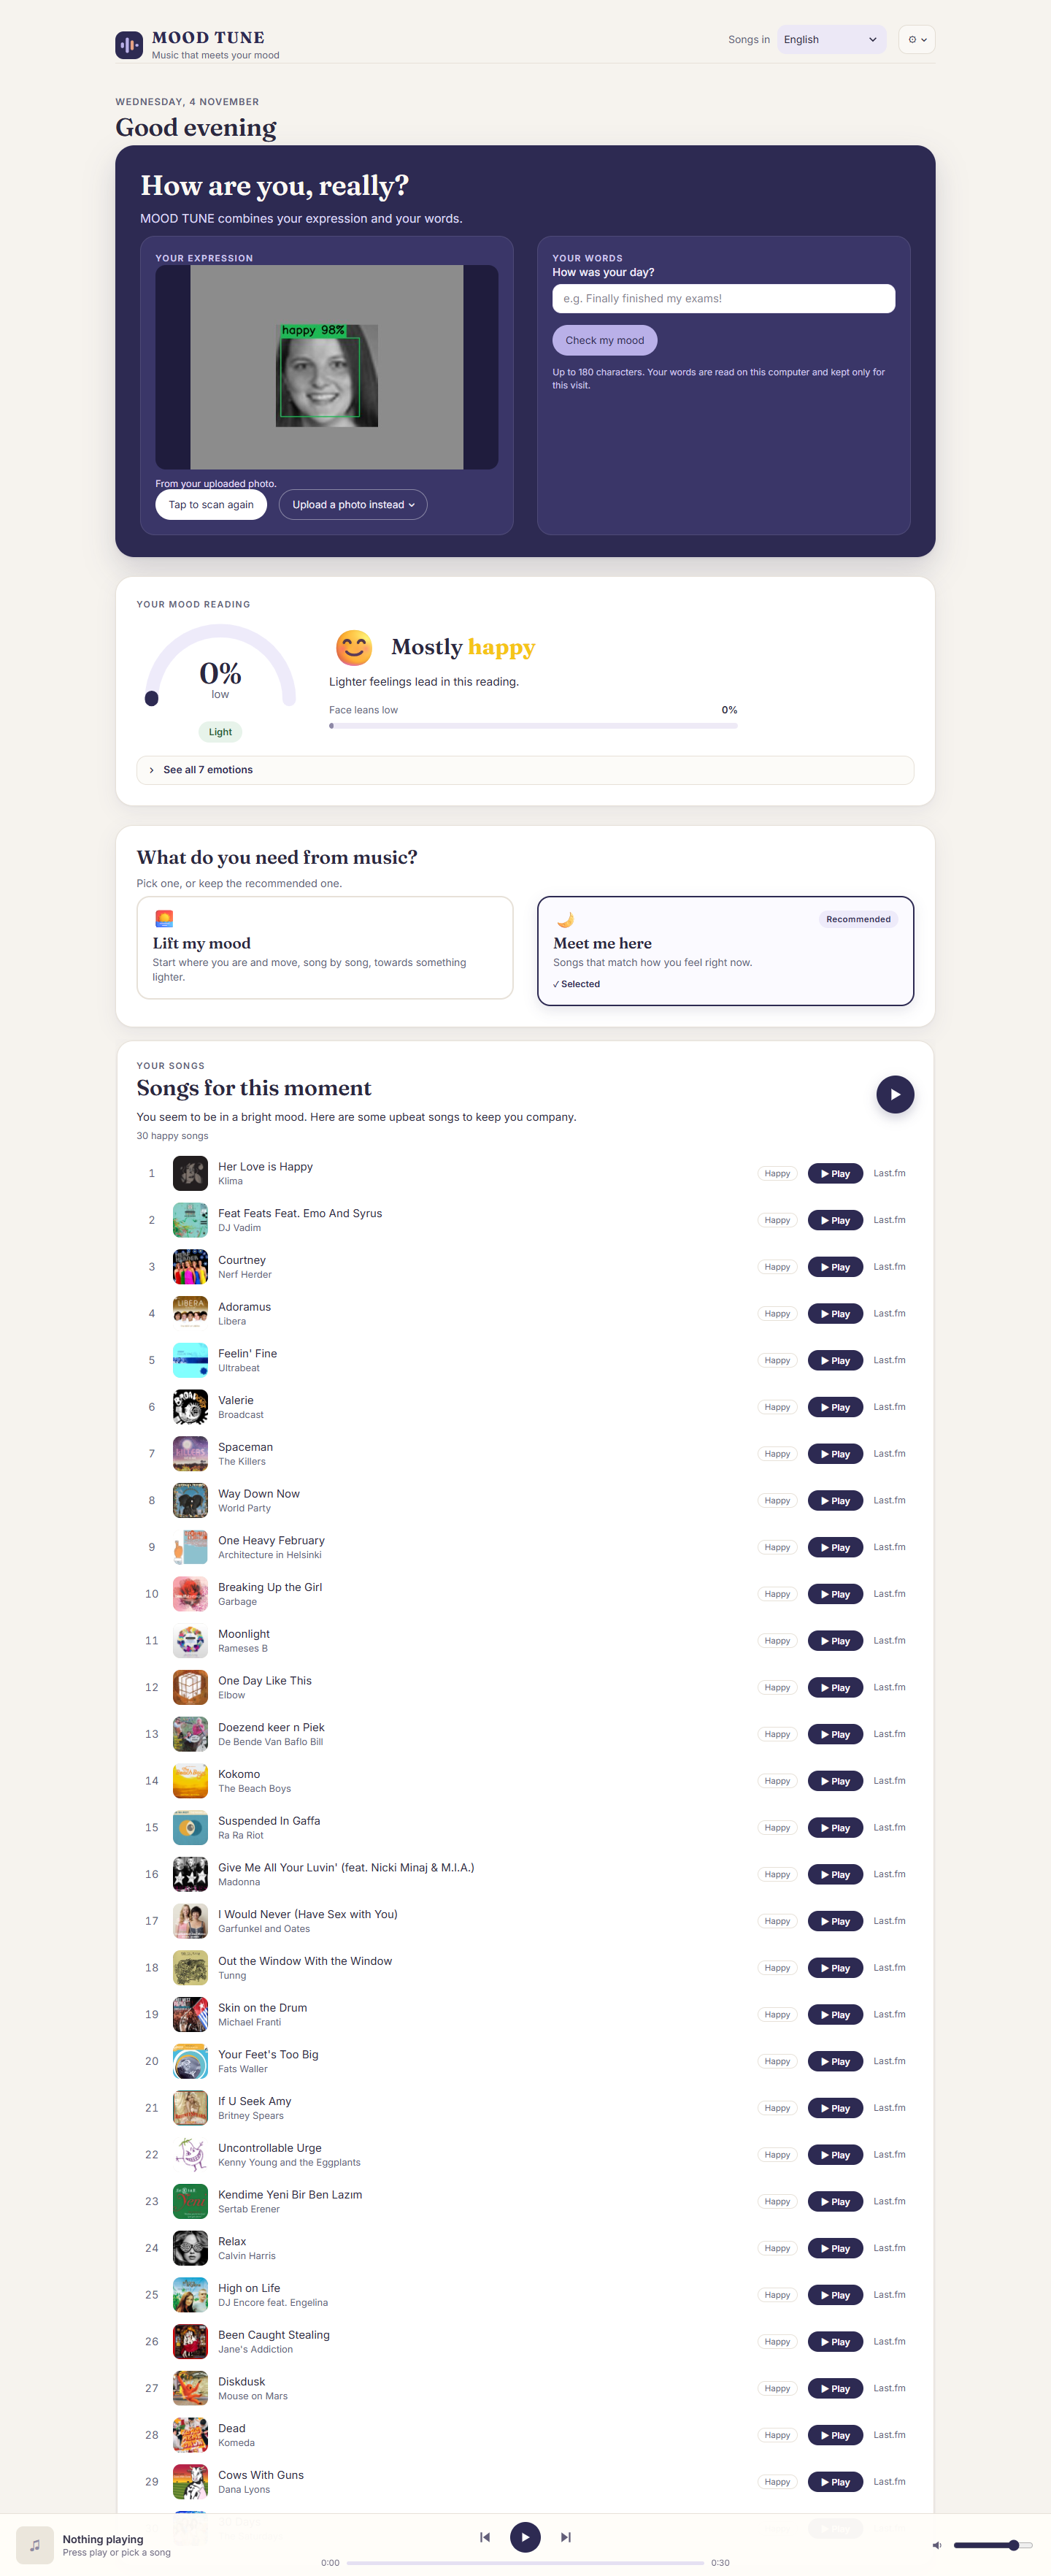 MOOD TUNE
Music that meets your mood
Songs in
English
WEDNESDAY, 4 NOVEMBER
Good evening
How are you, really?
MOOD TUNE combines your expression and your words.
YOUR EXPRESSION
happy 98%
From your uploaded photo.
Tap to scan again
Upload a photo instead
YOUR WORDS
How was your day?
e.g. Finally finished my exams!
Check my mood
Up to 180 characters. Your words are read on this computer and kept only for
this visit.
YOUR MOOD READING
0%
low
Light
Mostly happy
Lighter feelings lead in this reading.
Face leans low 0%
See all 7 emotions
What do you need from music?
Pick one, or keep the recommended one.
Lift my mood
Start where you are and move, song by song, towards something
lighter.
Recommended
Meet me here
Songs that match how you feel right now.
✓ Selected
YOUR SONGS
Songs for this moment
You seem to be in a bright mood. Here are some upbeat songs to keep you company.
30 happy songs
1 Her Love is Happy
Klima
Happy ▶ Play Last.fm
2 Feat Feats Feat. Emo And Syrus
DJ Vadim
Happy ▶ Play Last.fm
3 Courtney
Nerf Herder
Happy ▶ Play Last.fm
4 Adoramus
Libera
Happy ▶ Play Last.fm
5 Feelin' Fine
Ultrabeat
Happy ▶ Play Last.fm
6 Valerie
Broadcast
Happy ▶ Play Last.fm
7 Spaceman
The Killers
Happy ▶ Play Last.fm
8 Way Down Now
World Party
Happy ▶ Play Last.fm
9 One Heavy February
Architecture in Helsinki
Happy ▶ Play Last.fm
10 Breaking Up the Girl
Garbage
Happy ▶ Play Last.fm
11 Moonlight
Rameses B
Happy ▶ Play Last.fm
12 One Day Like This
Elbow
Happy ▶ Play Last.fm
13 Doezend keer n Piek
De Bende Van Baflo Bill
Happy ▶ Play Last.fm
14 Kokomo
The Beach Boys
Happy ▶ Play Last.fm
15 Suspended In Gaffa
Ra Ra Riot
Happy ▶ Play Last.fm
16 Give Me All Your Luvin' (feat. Nicki Minaj & M.I.A.)
Madonna
Happy ▶ Play Last.fm
17 I Would Never (Have Sex with You)
Garfunkel and Oates
Happy ▶ Play Last.fm
18 Out the Window With the Window
Tunng
Happy ▶ Play Last.fm
19 Skin on the Drum
Michael Franti
Happy ▶ Play Last.fm
20 Your Feet's Too Big
Fats Waller
Happy ▶ Play Last.fm
21 If U Seek Amy
Britney Spears
Happy ▶ Play Last.fm
22 Uncontrollable Urge
Kenny Young and the Eggplants
Happy ▶ Play Last.fm
23 Kendime Yeni Bir Ben Lazım
Sertab Erener
Happy ▶ Play Last.fm
24 Relax
Calvin Harris
Happy ▶ Play Last.fm
25 High on Life
DJ Encore feat. Engelina
Happy ▶ Play Last.fm
26 Been Caught Stealing
Jane's Addiction
Happy ▶ Play Last.fm
27 Diskdusk
Mouse on Mars
Happy ▶ Play Last.fm
28 Dead
Komeda
Happy ▶ Play Last.fm
29 Cows With Guns
Dana Lyons
Happy ▶ Play Last.fm
Nothing playing
Press play or pick a song
0:00 0:30